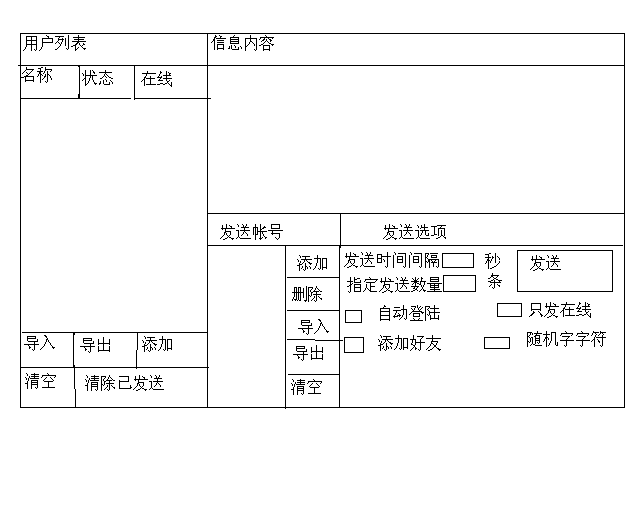 用户列表
信息内容
名称 状态 在线
发送帐号
发送选项
添加
删除
导入
导出
清空
发送时间间隔 秒
指定发送数量 条
发送
自动登陆
只发在线
添加好友
随机字字符
导入 导出 添加
清空 清除已发送